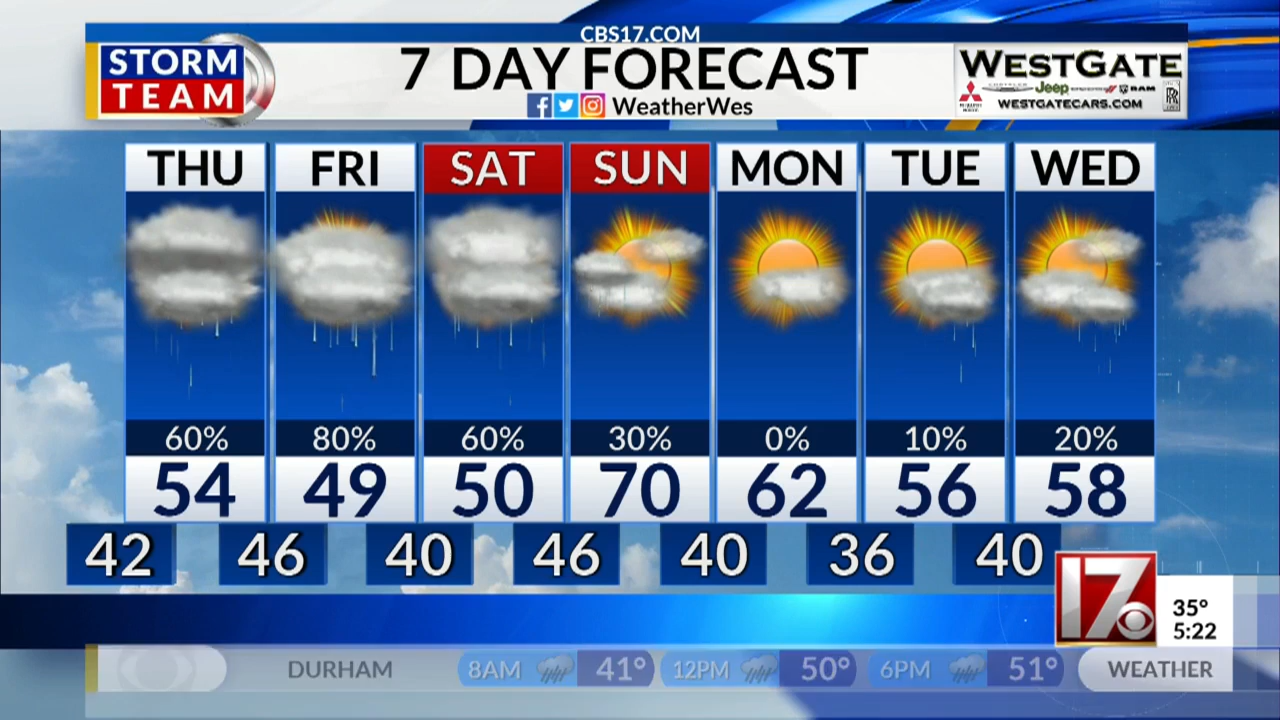 CBS17.COM
STORM
TEAM
7 DAY FORECAST
WeatherWes
WESTGATE
Jeep RAM
WESTGATECARS.COM
THU FRI SAT SUN MON TUE WED
60% 80% 60% 30% 0% 10% 20%
54 49 50 70 62 56 58
42 46 40 46 40 36 40
17
35°
5:22
DURHAM 8AM 41° 12PM 50° 6PM 51° WEATHER